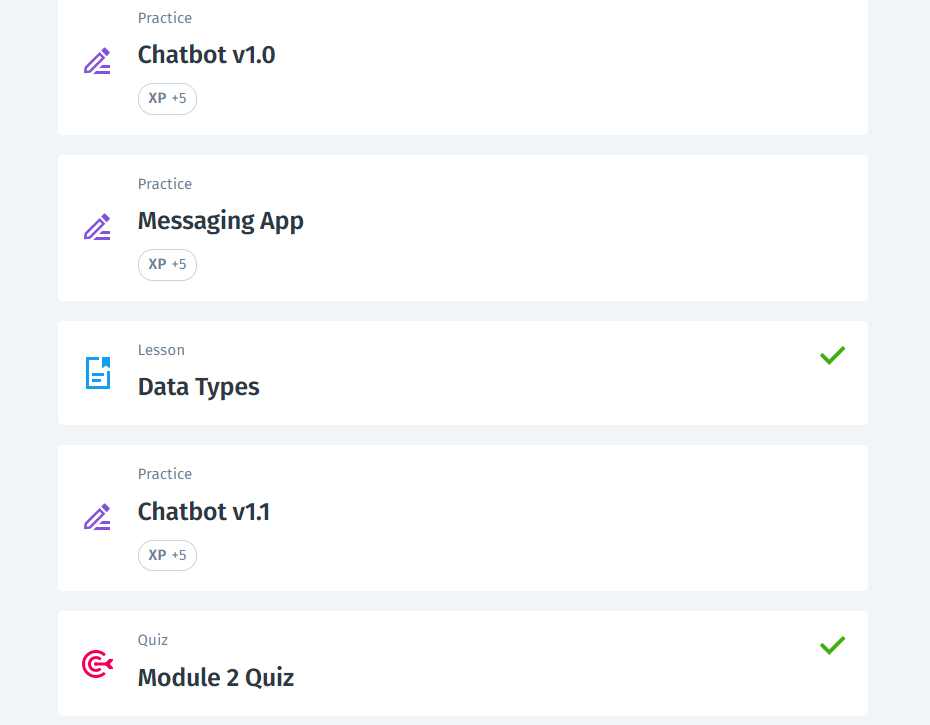 Practice
Chatbot v1.0
XP +5
Practice
Messaging App
XP +5
Lesson
Data Types
Practice
Chatbot v1.1
XP +5
Quiz
Module 2 Quiz